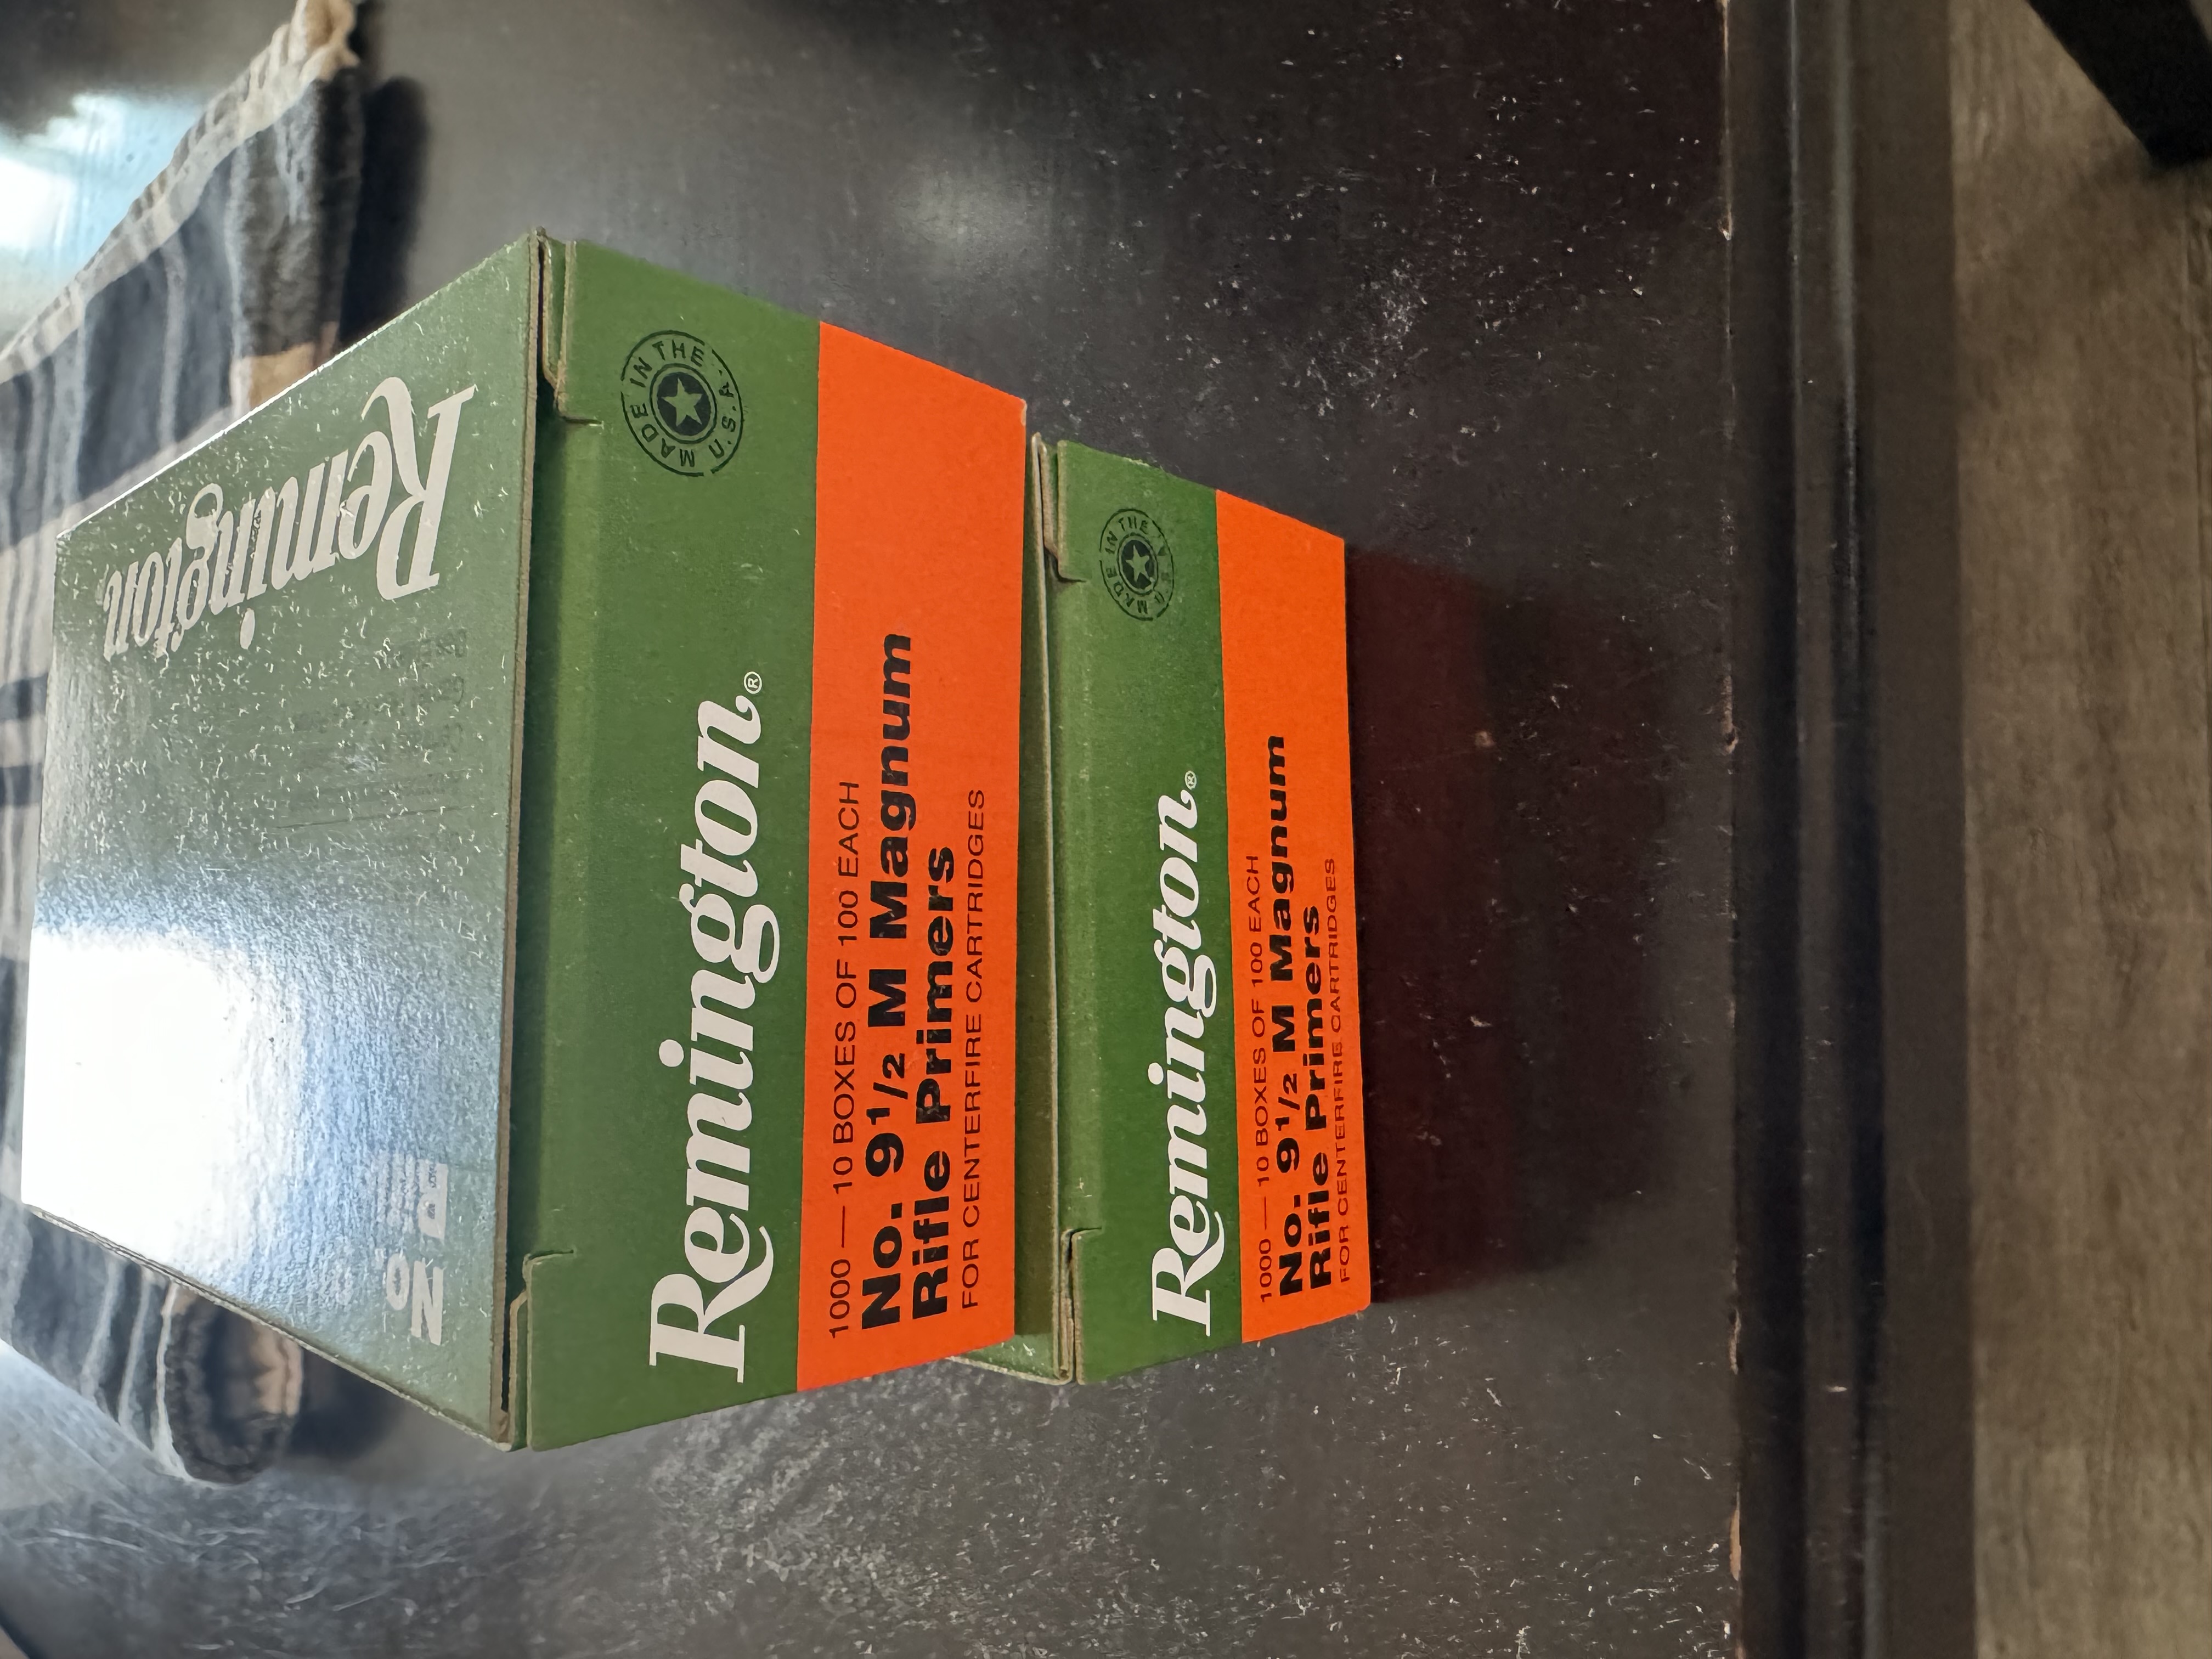 Remington
No.
MADE IN THE U.S.A.
Remington®
1000 — 10 BOXES OF 100 EACH
No. 9½ M Magnum
Rifle Primers
FOR CENTERFIRE CARTRIDGES
MADE IN THE U.S.A.
Remington®
1000 — 10 BOXES OF 100 EACH
No. 9½ M Magnum
Rifle Primers
FOR CENTERFIRE CARTRIDGES